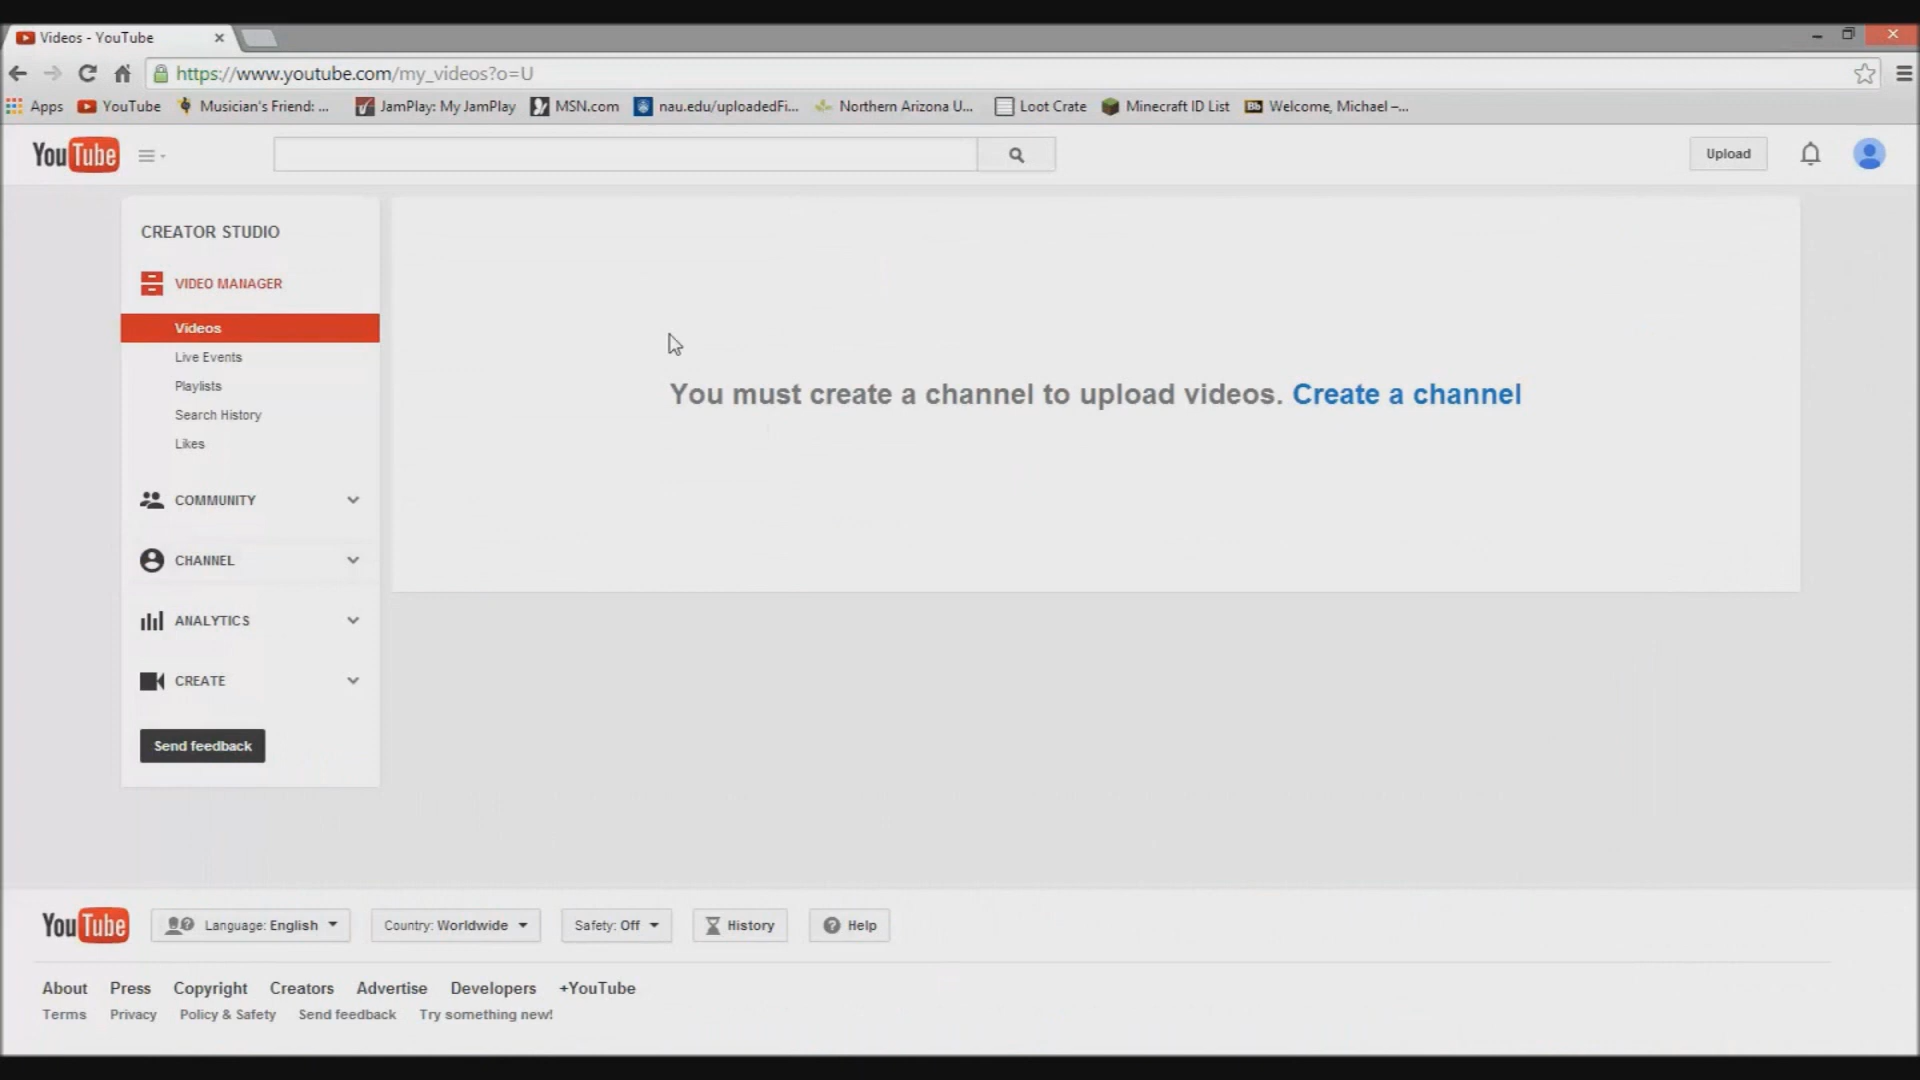 Videos - YouTube
https://www.youtube.com/my_videos?o=U
Apps YouTube Musician's Friend: ... JamPlay: My JamPlay MSN.com nau.edu/uploadedFi... Northern Arizona U... Loot Crate Minecraft ID List Bb Welcome, Michael –...
YouTube Upload
CREATOR STUDIO
VIDEO MANAGER
Videos
Live Events
Playlists
Search History
Likes
COMMUNITY
CHANNEL
ANALYTICS
CREATE
Send feedback
You must create a channel to upload videos. Create a channel
YouTube Language: English Country: Worldwide Safety: Off History Help
About Press Copyright Creators Advertise Developers +YouTube
Terms Privacy Policy & Safety Send feedback Try something new!